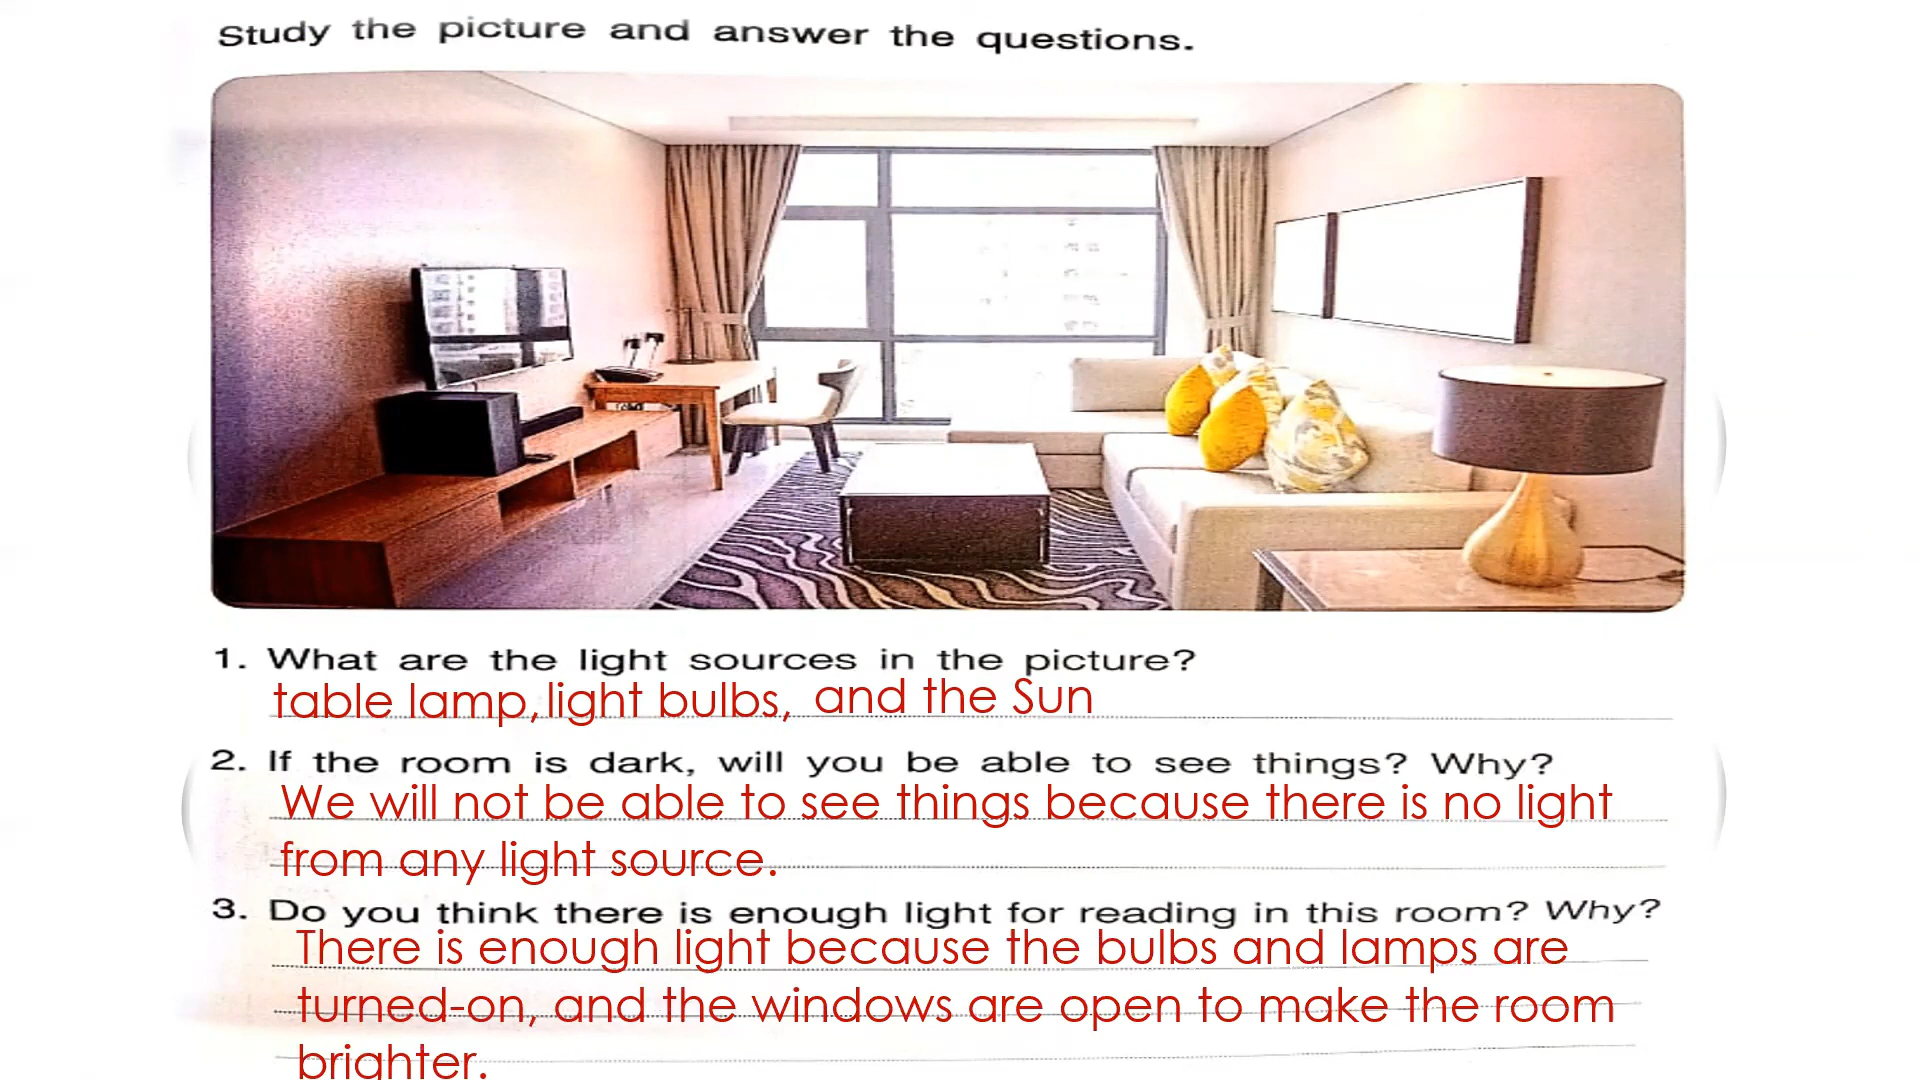 Study the picture and answer the questions.
1. What are the light sources in the picture?
table lamp, light bulbs, and the Sun
2. If the room is dark, will you be able to see things? Why?
We will not be able to see things because there is no light
from any light source.
3. Do you think there is enough light for reading in this room? Why?
There is enough light because the bulbs and lamps are
turned-on, and the windows are open to make the room
brighter.